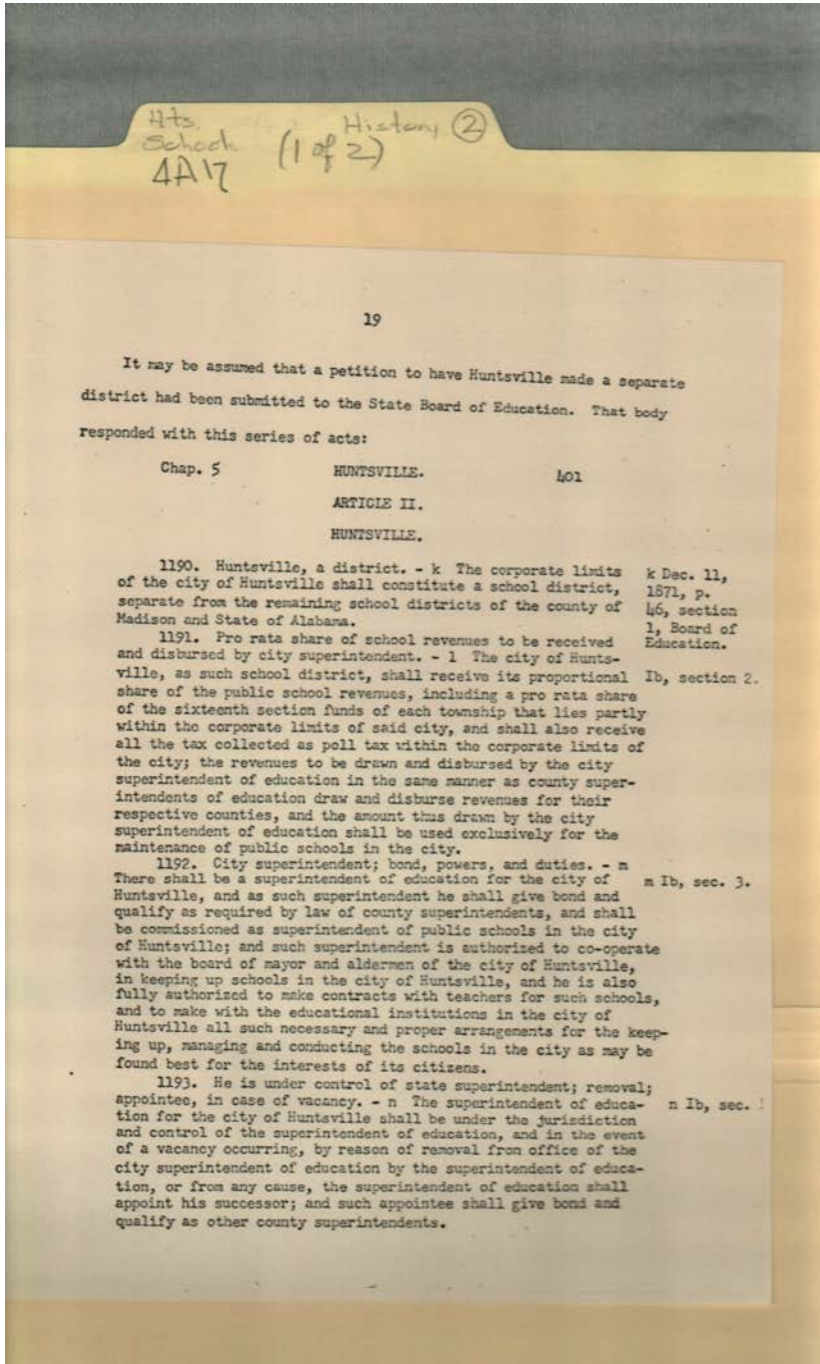 Hts. History ②
School (1 of 2)
4A17
19
It may be assumed that a petition to have Huntsville made a separate
district had been submitted to the State Board of Education. That body
responded with this series of acts:
Chap. 5 HUNTSVILLE. 401
ARTICLE II.
HUNTSVILLE.
1190. Huntsville, a district. - k The corporate limits k Dec. 11,
of the city of Huntsville shall constitute a school district, 1871, p.
separate from the remaining school districts of the county of 46, section
Madison and State of Alabama. 1, Board of
1191. Pro rata share of school revenues to be received Education.
and disbursed by city superintendent. - l The city of Hunts-
ville, as such school district, shall receive its proportional Ib, section 2.
share of the public school revenues, including a pro rata share
of the sixteenth section funds of each township that lies partly
within the corporate limits of said city, and shall also receive
all the tax collected as poll tax within the corporate limits of
the city; the revenues to be drawn and disbursed by the city
superintendent of education in the same manner as county super-
intendents of education draw and disburse revenues for their
respective counties, and the amount thus drawn by the city
superintendent of education shall be used exclusively for the
maintenance of public schools in the city.
1192. City superintendent; bond, powers, and duties. - m
There shall be a superintendent of education for the city of m Ib, sec. 3.
Huntsville, and as such superintendent he shall give bond and
qualify as required by law of county superintendents, and shall
be commissioned as superintendent of public schools in the city
of Huntsville; and such superintendent is authorized to co-operate
with the board of mayor and aldermen of the city of Huntsville,
in keeping up schools in the city of Huntsville, and he is also
fully authorized to make contracts with teachers for such schools,
and to make with the educational institutions in the city of
Huntsville all such necessary and proper arrangements for the keep-
ing up, managing and conducting the schools in the city as may be
found best for the interests of its citizens.
1193. He is under control of state superintendent; removal;
appointee, in case of vacancy. - n The superintendent of educa- n Ib, sec.
tion for the city of Huntsville shall be under the jurisdiction
and control of the superintendent of education, and in the event
of a vacancy occurring, by reason of removal from office of the
city superintendent of education by the superintendent of educa-
tion, or from any cause, the superintendent of education shall
appoint his successor; and such appointee shall give bond and
qualify as other county superintendents.